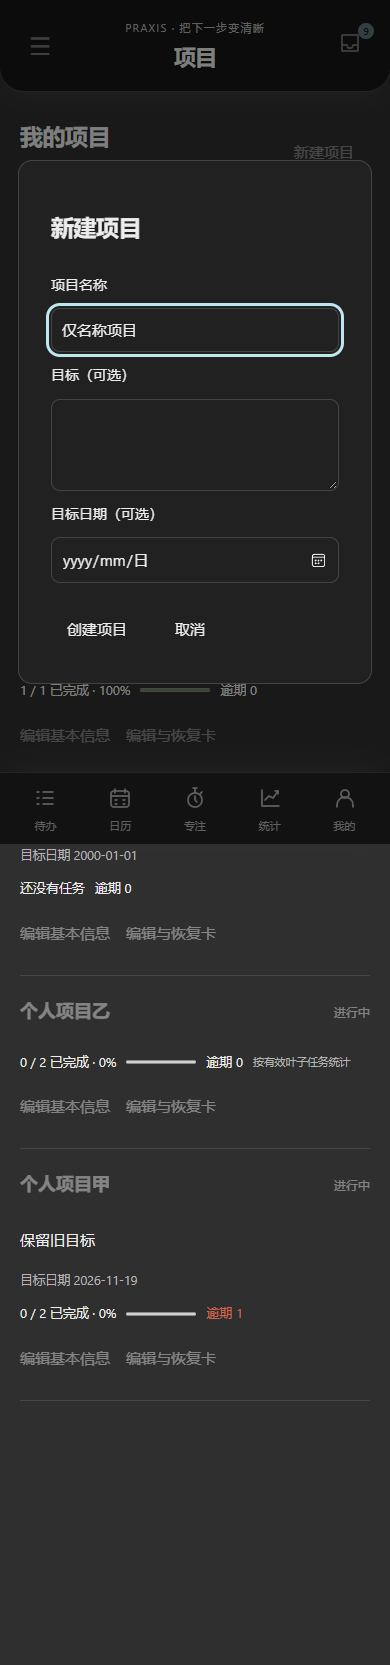 PRAXIS · 把下一步变清晰
项目
9
我的项目
新建项目
新建项目
项目名称
仅名称项目
目标（可选）
目标日期（可选）
yyyy/mm/日
创建项目 取消
1 / 1 已完成 · 100% 逾期 0
编辑基本信息 编辑与恢复卡
待办 日历 专注 统计 我的
目标日期 2000-01-01
还没有任务 逾期 0
编辑基本信息 编辑与恢复卡
个人项目乙 进行中
0 / 2 已完成 · 0% 逾期 0 按有效叶子任务统计
编辑基本信息 编辑与恢复卡
个人项目甲 进行中
保留旧目标
目标日期 2026-11-19
0 / 2 已完成 · 0% 逾期 1
编辑基本信息 编辑与恢复卡